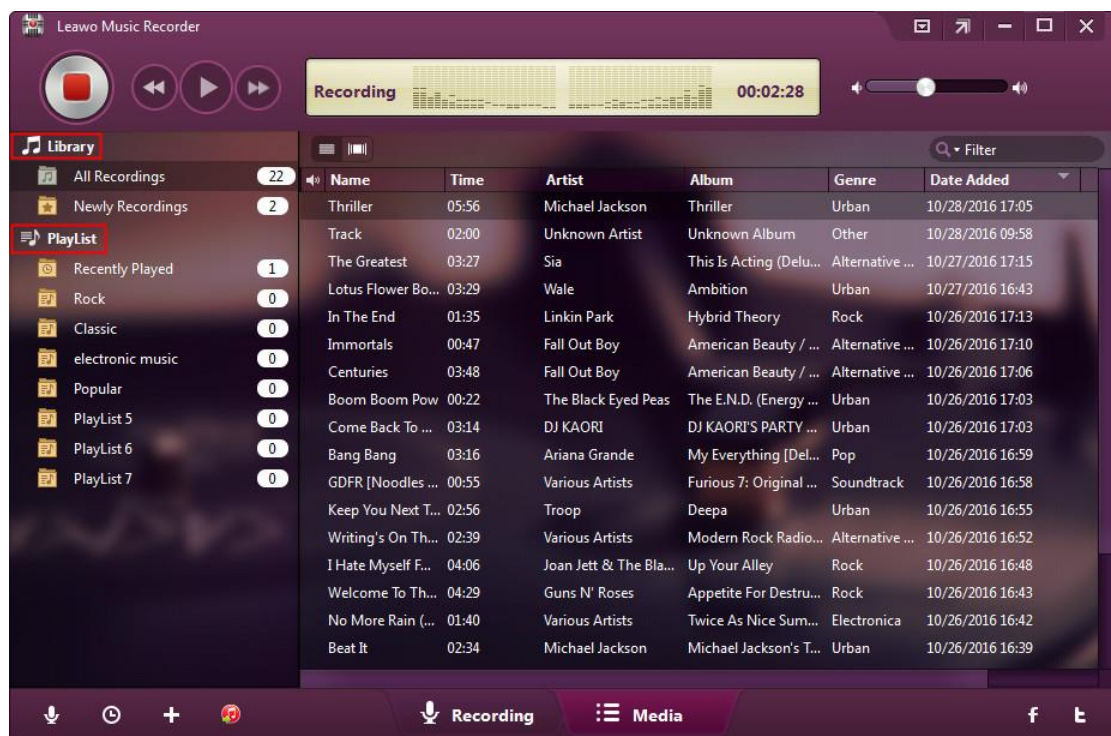 Leawo Music Recorder
Recording 00:02:28
Library
All Recordings 22
Newly Recordings 2
PlayList
Recently Played 1
Rock 0
Classic 0
electronic music 0
Popular 0
PlayList 5 0
PlayList 6 0
PlayList 7 0
Filter
Name Time Artist Album Genre Date Added
Thriller 05:56 Michael Jackson Thriller Urban 10/28/2016 17:05
Track 02:00 Unknown Artist Unknown Album Other 10/28/2016 09:58
The Greatest 03:27 Sia This Is Acting (Delu... Alternative ... 10/27/2016 17:15
Lotus Flower Bo... 03:29 Wale Ambition Urban 10/27/2016 16:43
In The End 01:35 Linkin Park Hybrid Theory Rock 10/26/2016 17:13
Immortals 00:47 Fall Out Boy American Beauty / ... Alternative ... 10/26/2016 17:10
Centuries 03:48 Fall Out Boy American Beauty / ... Alternative ... 10/26/2016 17:06
Boom Boom Pow 00:22 The Black Eyed Peas The E.N.D. (Energy ... Urban 10/26/2016 17:03
Come Back To ... 03:14 DJ KAORI DJ KAORI'S PARTY ... Urban 10/26/2016 17:03
Bang Bang 03:16 Ariana Grande My Everything [Del... Pop 10/26/2016 16:59
GDFR [Noodles ... 00:55 Various Artists Furious 7: Original ... Soundtrack 10/26/2016 16:58
Keep You Next T... 02:56 Troop Deepa Urban 10/26/2016 16:55
Writing's On Th... 02:39 Various Artists Modern Rock Radio... Alternative ... 10/26/2016 16:52
I Hate Myself F... 04:06 Joan Jett & The Bla... Up Your Alley Rock 10/26/2016 16:48
Welcome To Th... 04:29 Guns N' Roses Appetite For Destru... Rock 10/26/2016 16:43
No More Rain (... 01:40 Various Artists Twice As Nice Sum... Electronica 10/26/2016 16:42
Beat It 02:34 Michael Jackson Michael Jackson's T... Urban 10/26/2016 16:39
Recording Media